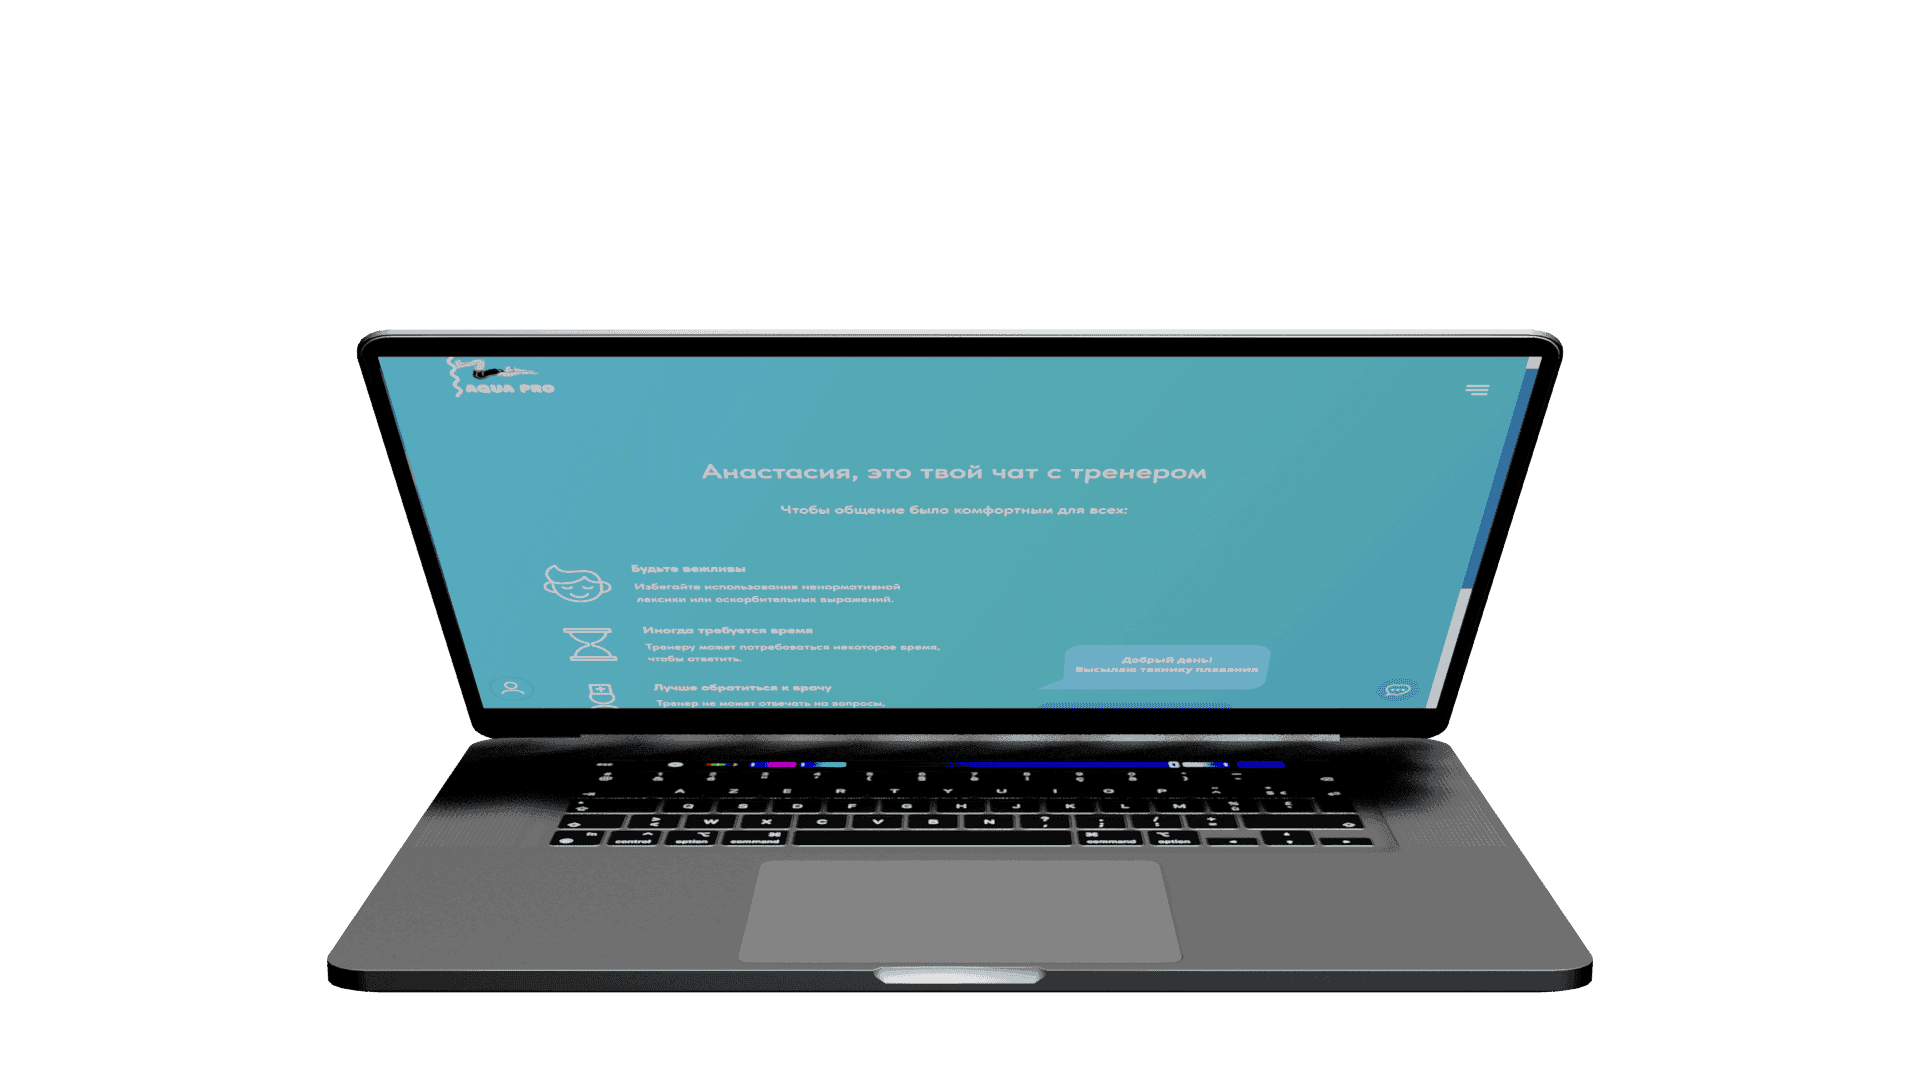 AQUA PRO
Анастасия, это твой чат с тренером
Чтобы общение было комфортным для всех:
Будьте вежливы
Избегайте использования ненормативной
лексики или оскорбительных выражений.
Иногда требуется время
Тренеру может потребоваться некоторое время,
чтобы ответить.
Лучше обратиться к врачу
Тренер не может отвечать на вопросы,
Добрый день!
Высылаю технику плавания
A Z E R T Y U I O P
Q S D F G H J K L M
W X C V B N ? ; /
fn control option command command option